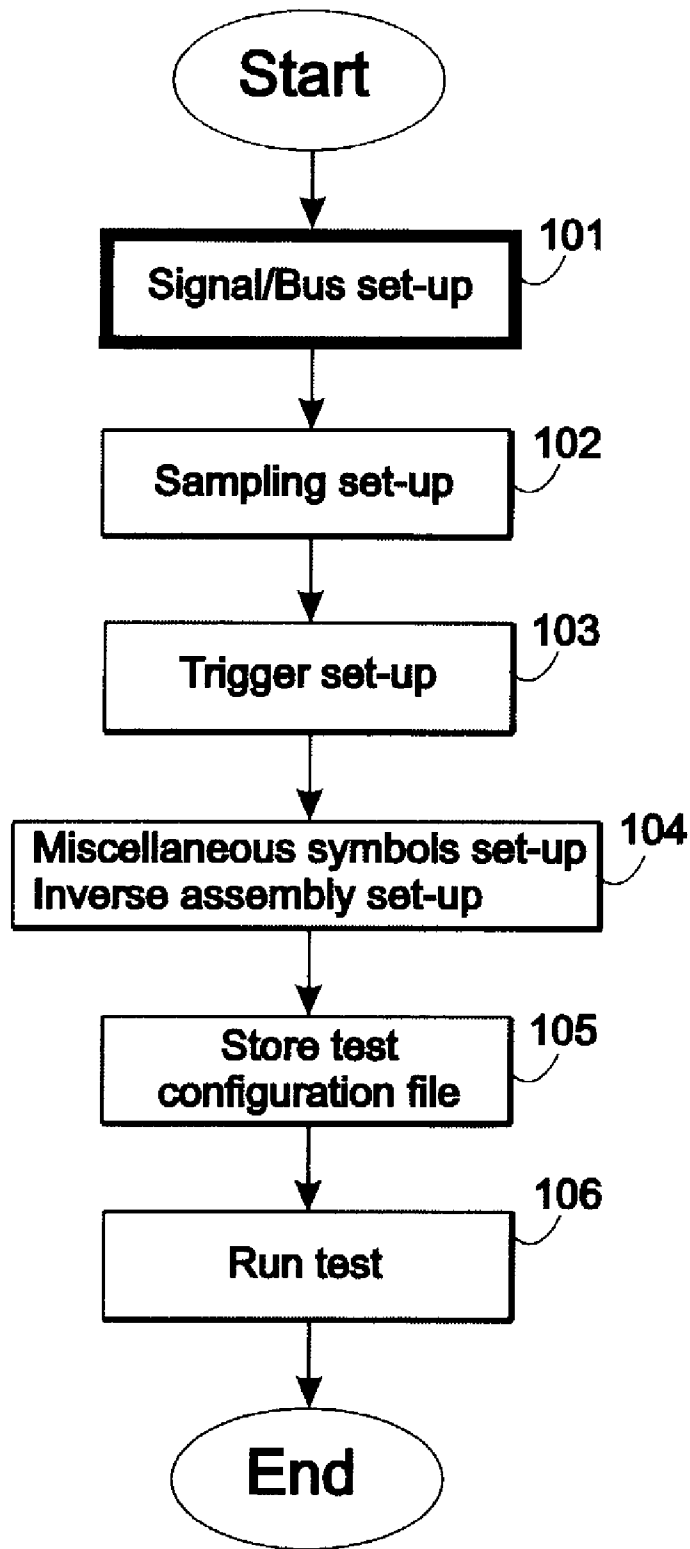 Start
101
Signal/Bus set-up
102
Sampling set-up
103
Trigger set-up
104
Miscellaneous symbols set-up
Inverse assembly set-up
105
Store test
configuration file
106
Run test
End